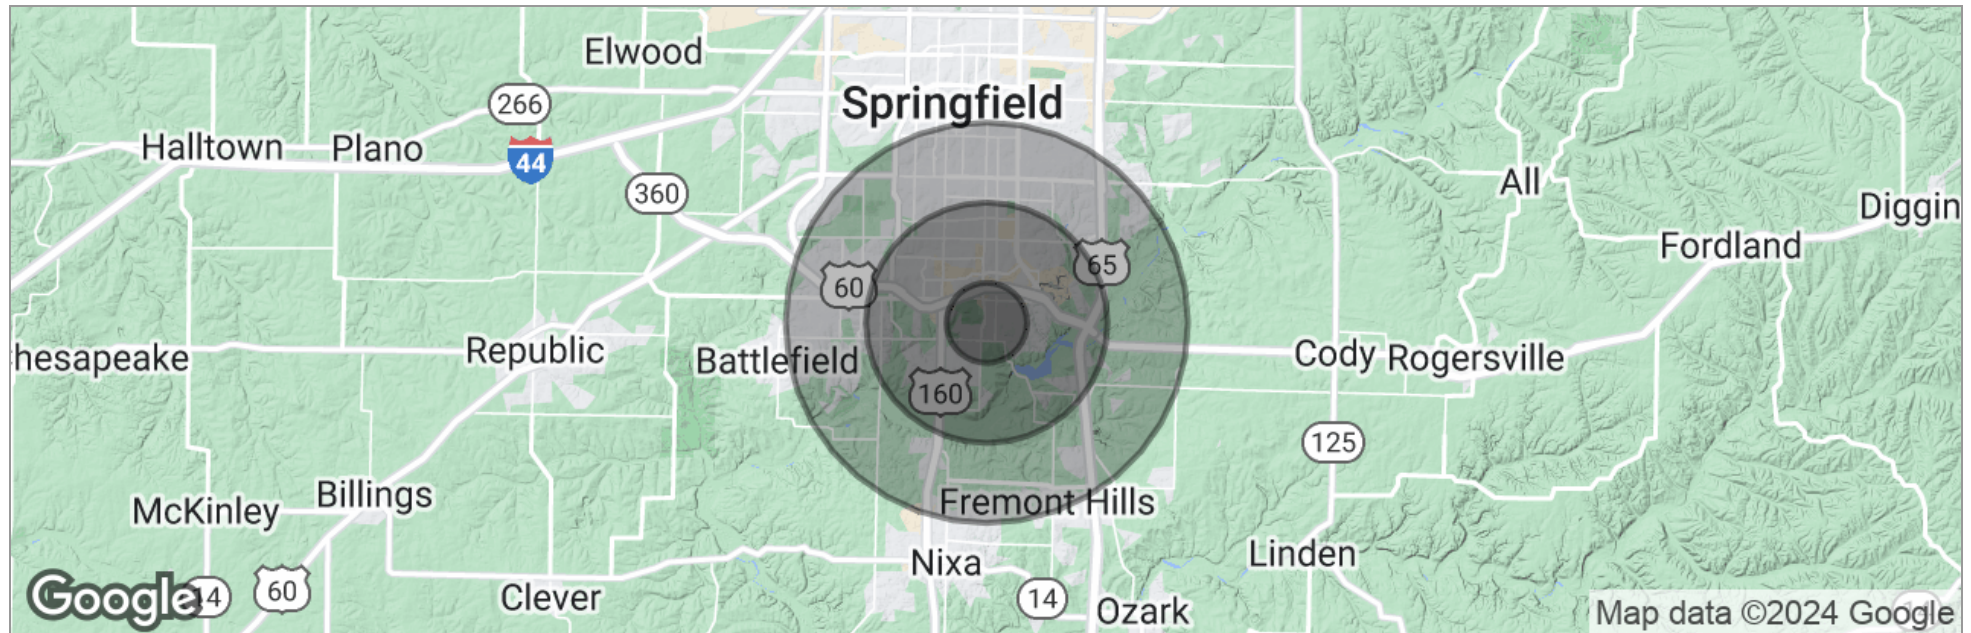 Elwood
Springfield
266
Halltown
Plano
44
360
All
Diggin
Fordland
65
60
Republic
Battlefield
hesapeake
Cody
Rogersville
160
125
Billings
McKinley
Fremont Hills
Linden
Nixa
Clever
60
Google
14
14
Ozark
Map data ©2024 Google